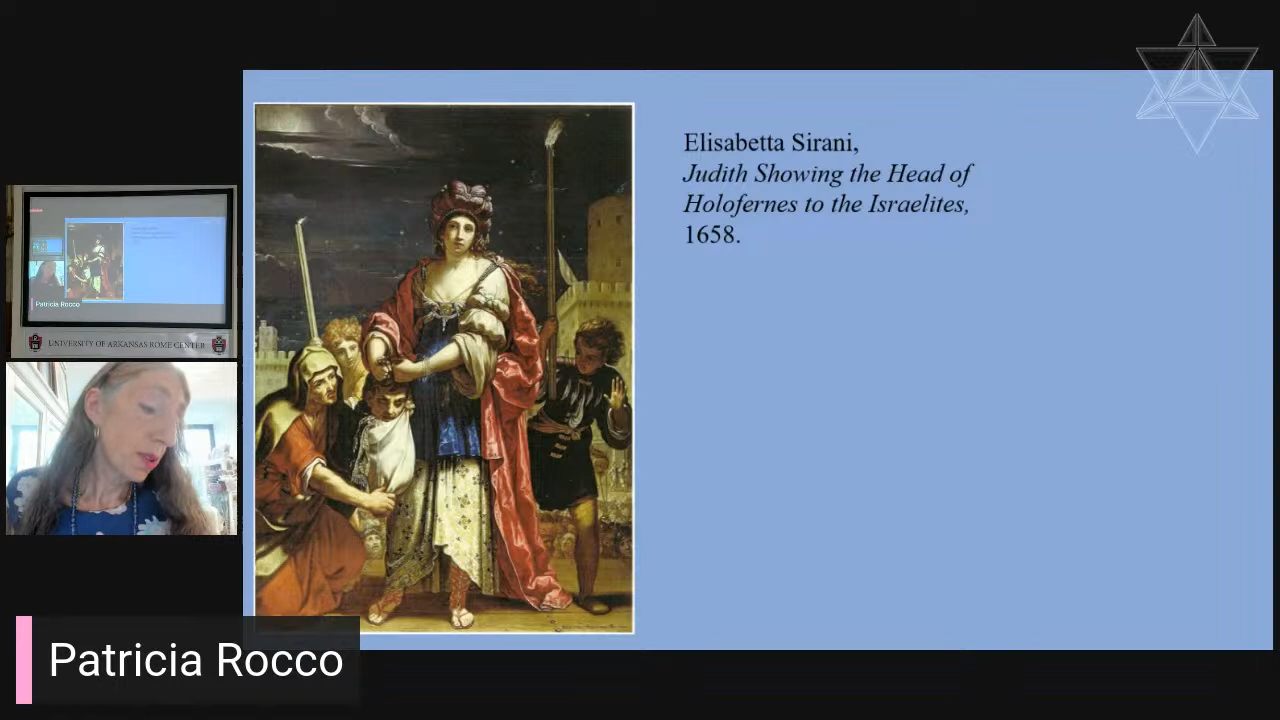 Elisabetta Sirani,
Judith Showing the Head of
Holofernes to the Israelites,
1658.
Patricia Rocco
UNIVERSITY OF ARKANSAS ROME CENTER
Patricia Rocco